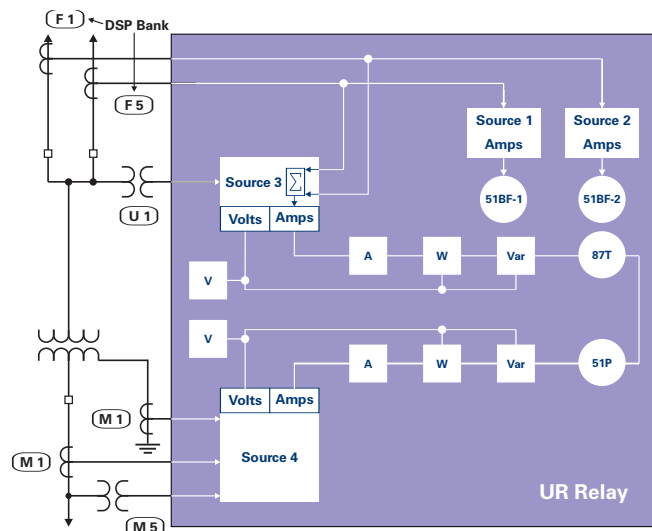 F 1
DSP Bank
F 5
Source 1
Amps
Source 2
Amps
Source 3
Σ
U 1
51BF-1
51BF-2
Volts
Amps
A
W
Var
87T
V
V
A
W
Var
51P
Volts
Amps
M 1
M 1
Source 4
UR Relay
M 5